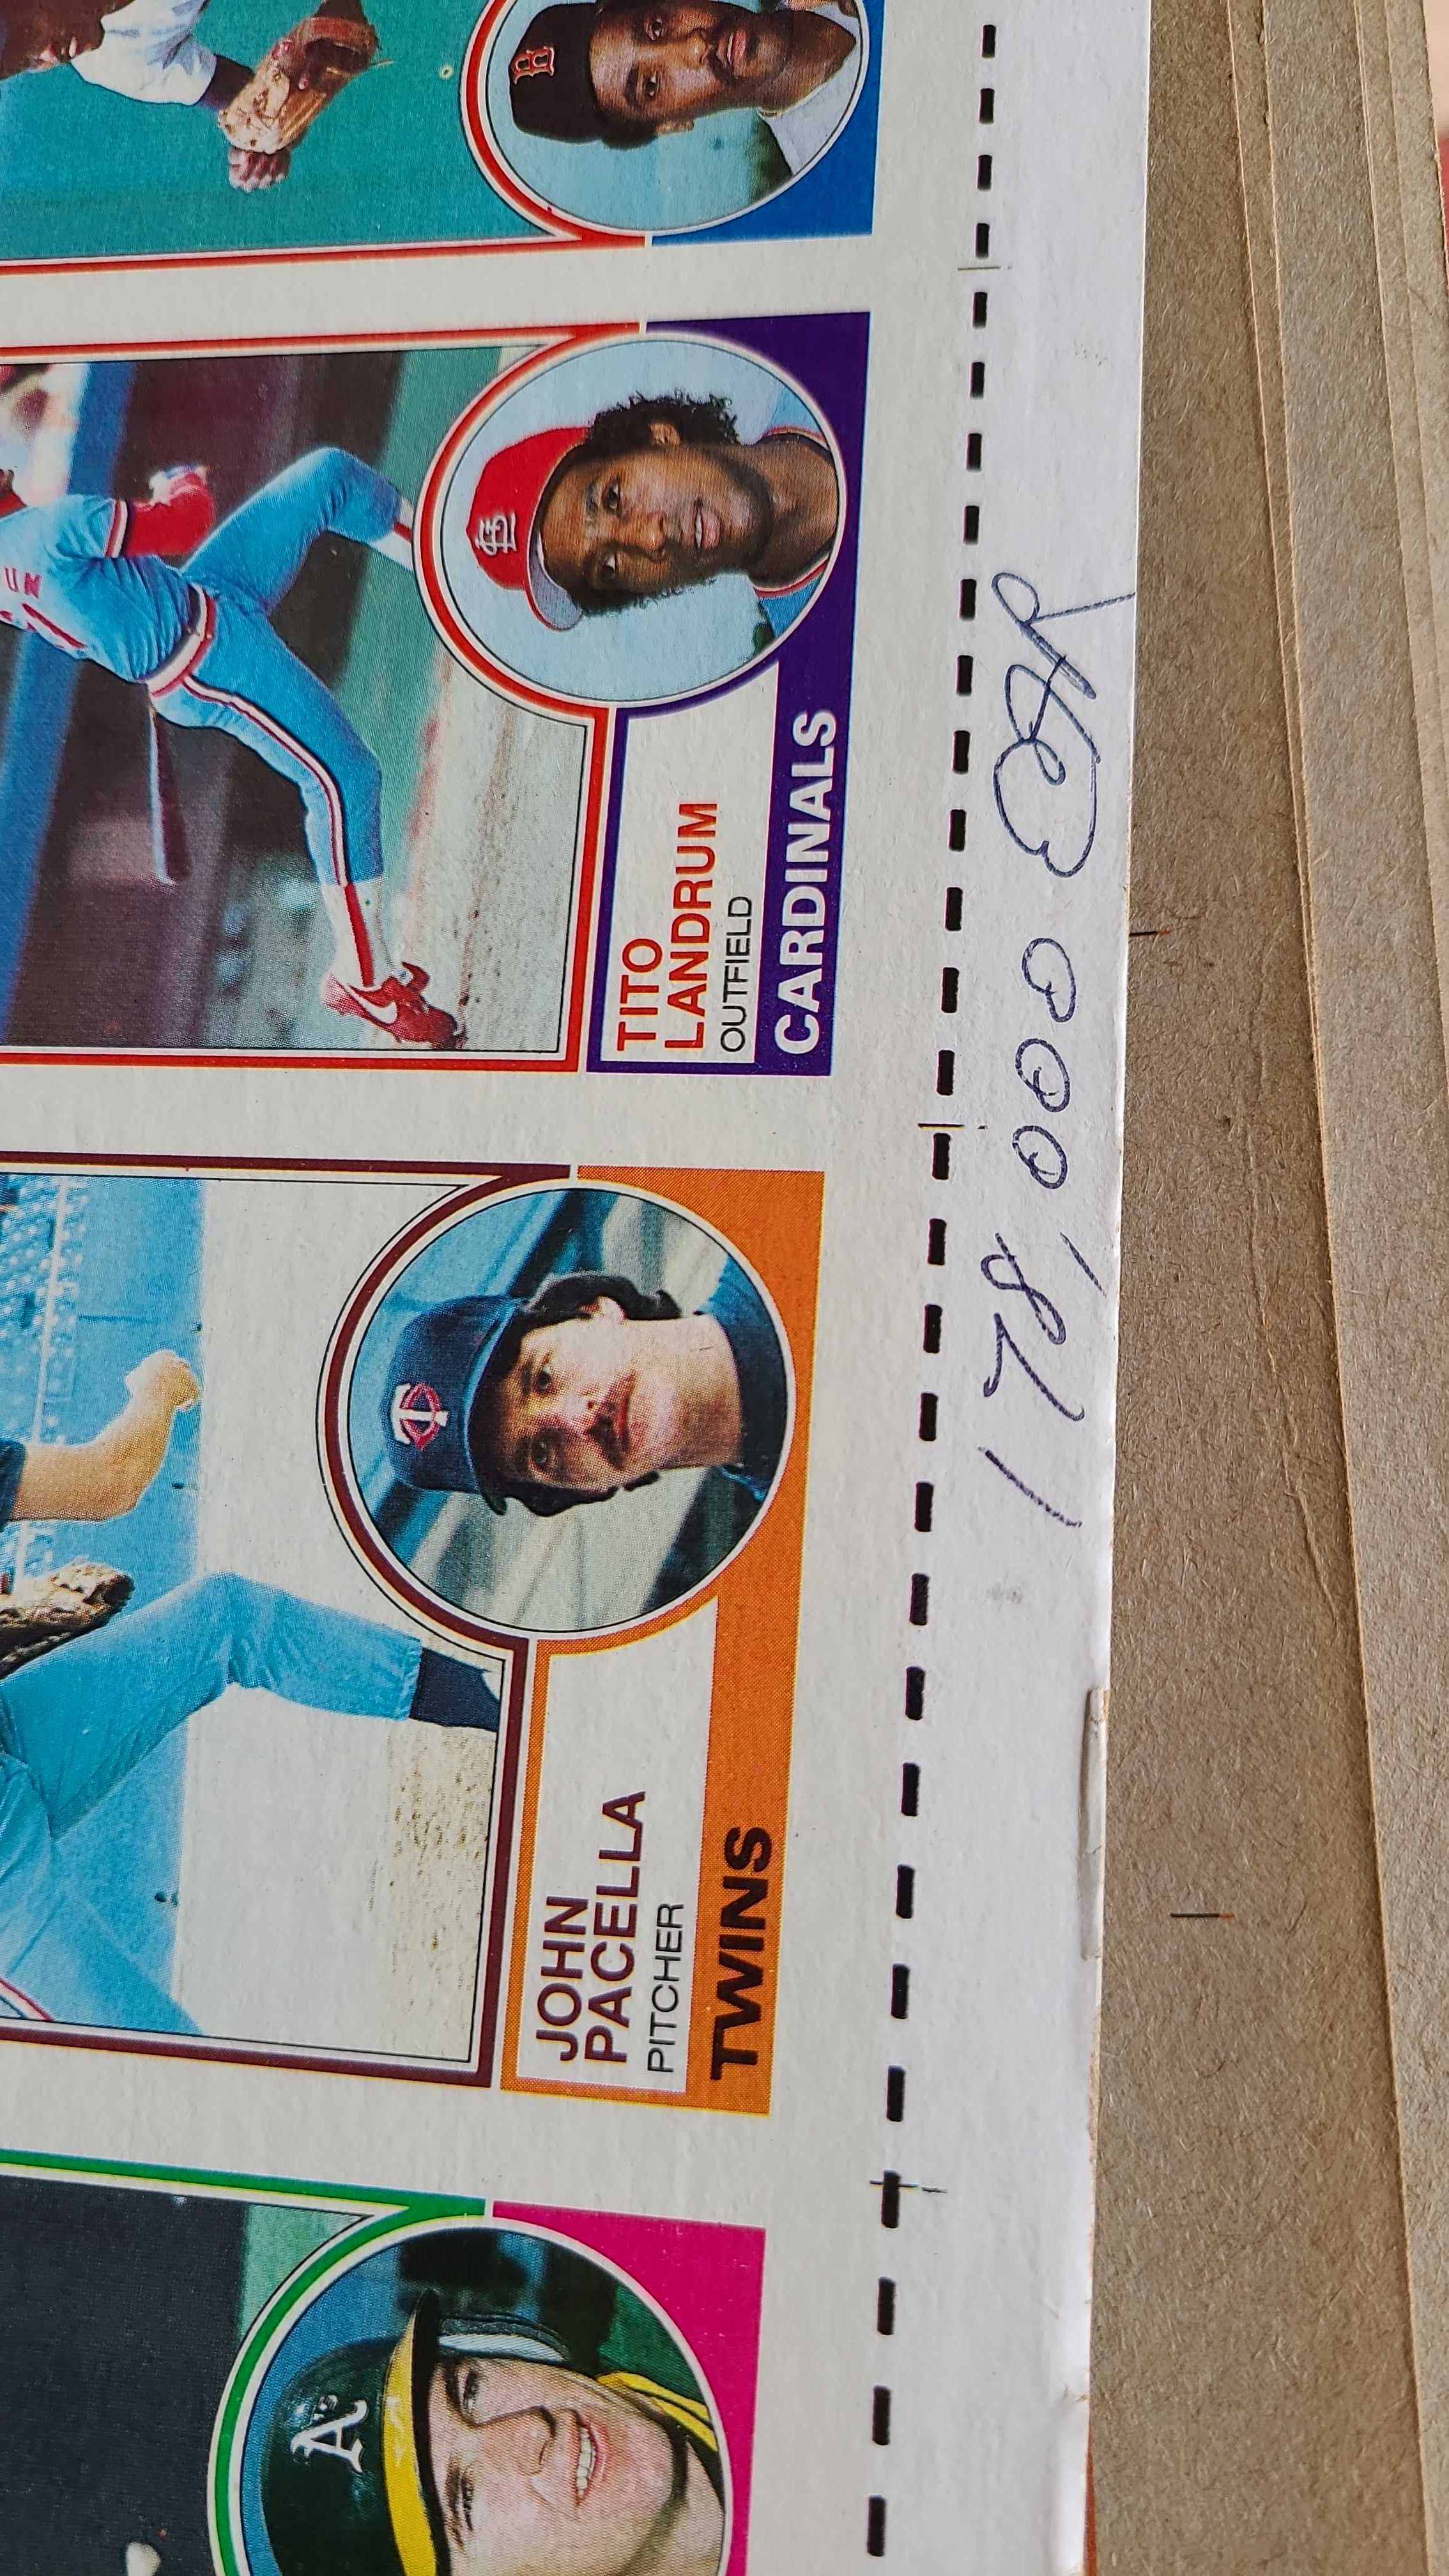 TITO
LANDRUM
OUTFIELD
CARDINALS
178,000
JOHN
PACELLA
PITCHER
TWINS
A's